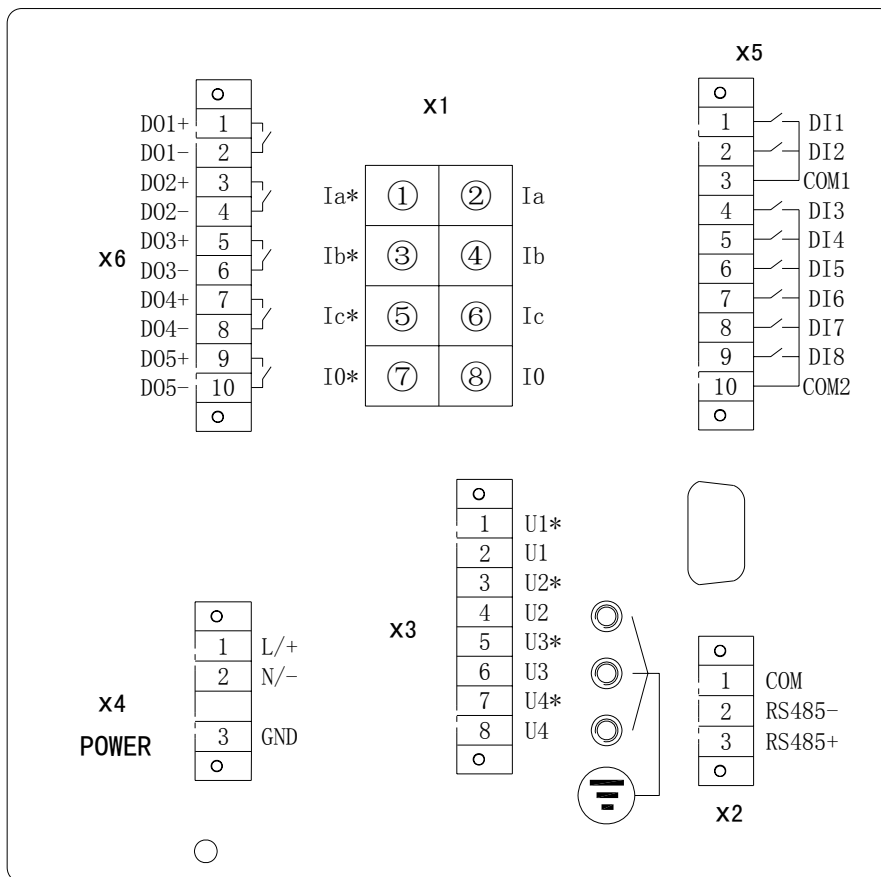 x5
x1
x6
DO1+ 1
DO1- 2
DO2+ 3
DO2- 4
DO3+ 5
DO3- 6
DO4+ 7
DO4- 8
DO5+ 9
DO5- 10
Ia* ① ② Ia
Ib* ③ ④ Ib
Ic* ⑤ ⑥ Ic
I0* ⑦ ⑧ I0
1 DI1
2 DI2
3 COM1
4 DI3
5 DI4
6 DI5
7 DI6
8 DI7
9 DI8
10 COM2
x4
POWER
1 L/+
2 N/-
3 GND
x3
1 U1*
2 U1
3 U2*
4 U2
5 U3*
6 U3
7 U4*
8 U4
1 COM
2 RS485-
3 RS485+
x2